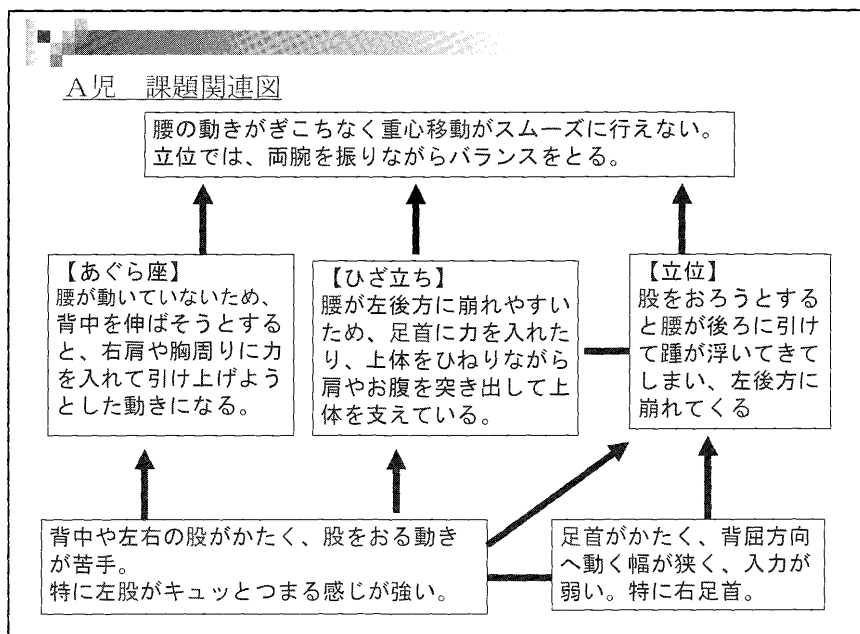 A児　課題関連図
腰の動きがぎこちなく重心移動がスムーズに行えない。
立位では、両腕を振りながらバランスをとる。
【あぐら座】
腰が動いていないため、
背中を伸ばそうとする
と、右肩や胸周りに力
を入れて引け上げよう
とした動きになる。
【ひざ立ち】
腰が左後方に崩れやすい
ため、足首に力を入れた
り、上体をひねりながら
肩やお腹を突き出して上
体を支えている。
【立位】
股をおろうとする
と腰が後ろに引け
て踵が浮いてきて
しまい、左後方に
崩れてくる
背中や左右の股がかたく、股をおる動き
が苦手。
特に左股がキュッとつまる感じが強い。
足首がかたく、背屈方向
へ動く幅が狭く、入力が
弱い。特に右足首。